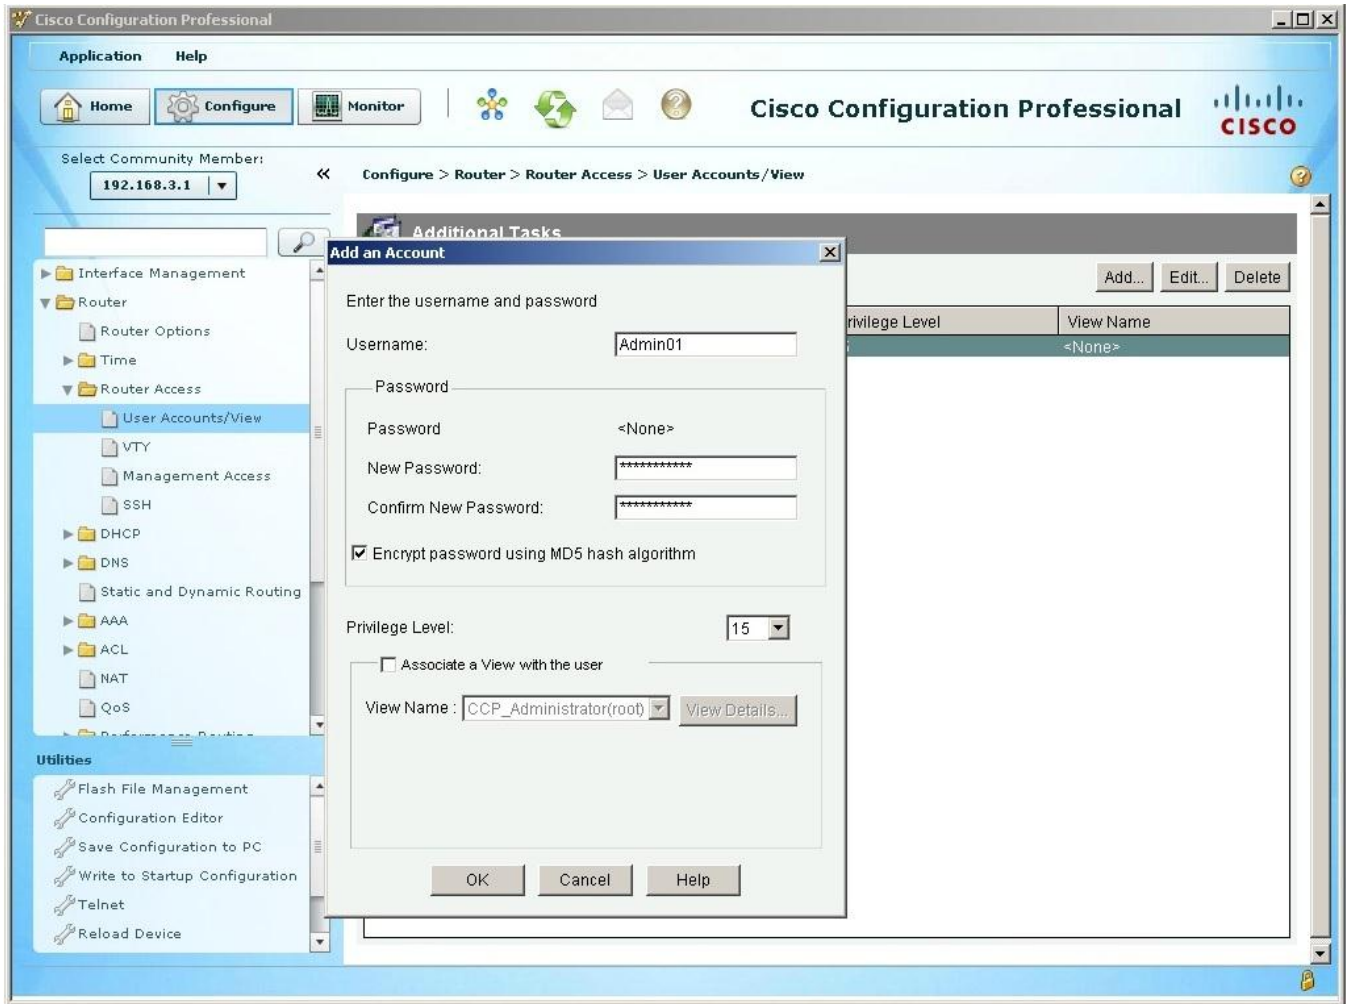 Cisco Configuration Professional
Application Help
Home Configure Monitor
Cisco Configuration Professional
CISCO
Select Community Member:
192.168.3.1
Configure > Router > Router Access > User Accounts/View
Interface Management
Router
Router Options
Time
Router Access
User Accounts/View
VTY
Management Access
SSH
DHCP
DNS
Static and Dynamic Routing
AAA
ACL
NAT
QoS
Performance Routing
Utilities
Flash File Management
Configuration Editor
Save Configuration to PC
Write to Startup Configuration
Telnet
Reload Device
Additional Tasks
Add... Edit... Delete
rivilege Level View Name
<None>
Add an Account
Enter the username and password
Username: Admin01
Password
Password <None>
New Password: ***********
Confirm New Password: ***********
Encrypt password using MD5 hash algorithm
Privilege Level: 15
Associate a View with the user
View Name : CCP_Administrator(root) View Details...
OK Cancel Help